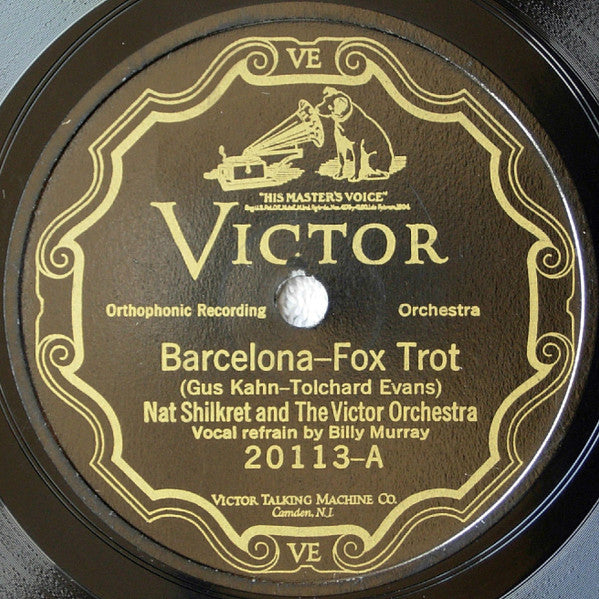 VE
"HIS MASTER'S VOICE"
VICTOR
Orthophonic Recording
Orchestra
Barcelona–Fox Trot
(Gus Kahn–Tolchard Evans)
Nat Shilkret and The Victor Orchestra
Vocal refrain by Billy Murray
20113–A
VICTOR TALKING MACHINE CO.
Camden, N.J.
VE